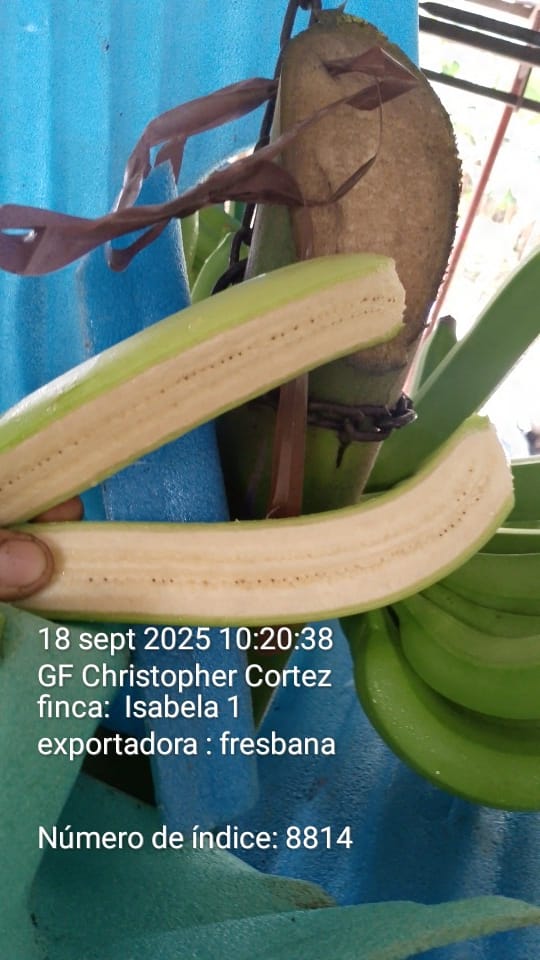 18 sept 2025 10:20:38
GF Christopher Cortez
finca: Isabela 1
exportadora : fresbana
Número de índice: 8814